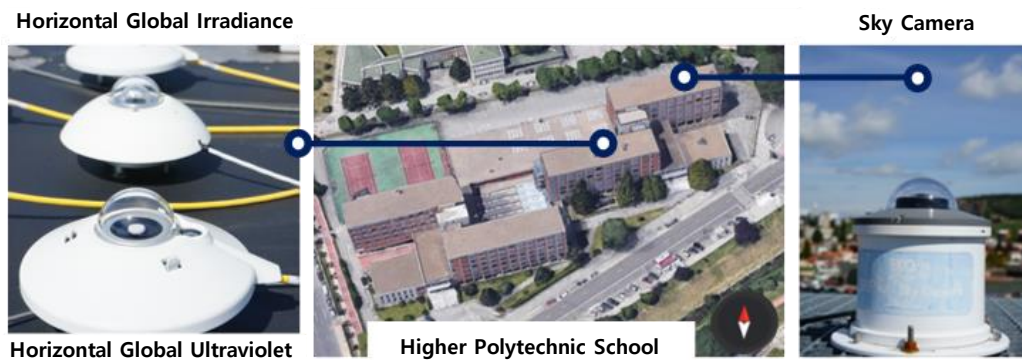 Horizontal Global Irradiance
Sky Camera
Horizontal Global Ultraviolet
Higher Polytechnic School